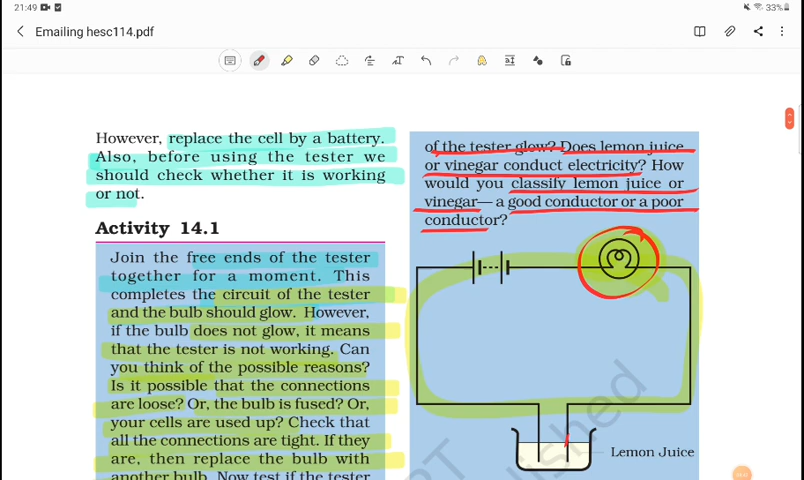 21:49
33%
Emailing hesc114.pdf
However, replace the cell by a battery.
Also, before using the tester we
should check whether it is working
or not.
Activity 14.1
Join the free ends of the tester
together for a moment. This
completes the circuit of the tester
and the bulb should glow. However,
if the bulb does not glow, it means
that the tester is not working. Can
you think of the possible reasons?
Is it possible that the connections
are loose? Or, the bulb is fused? Or,
your cells are used up? Check that
all the connections are tight. If they
are, then replace the bulb with
another bulb. Now test if the tester
of the tester glow? Does lemon juice
or vinegar conduct electricity? How
would you classify lemon juice or
vinegar— a good conductor or a poor
conductor?
Lemon Juice